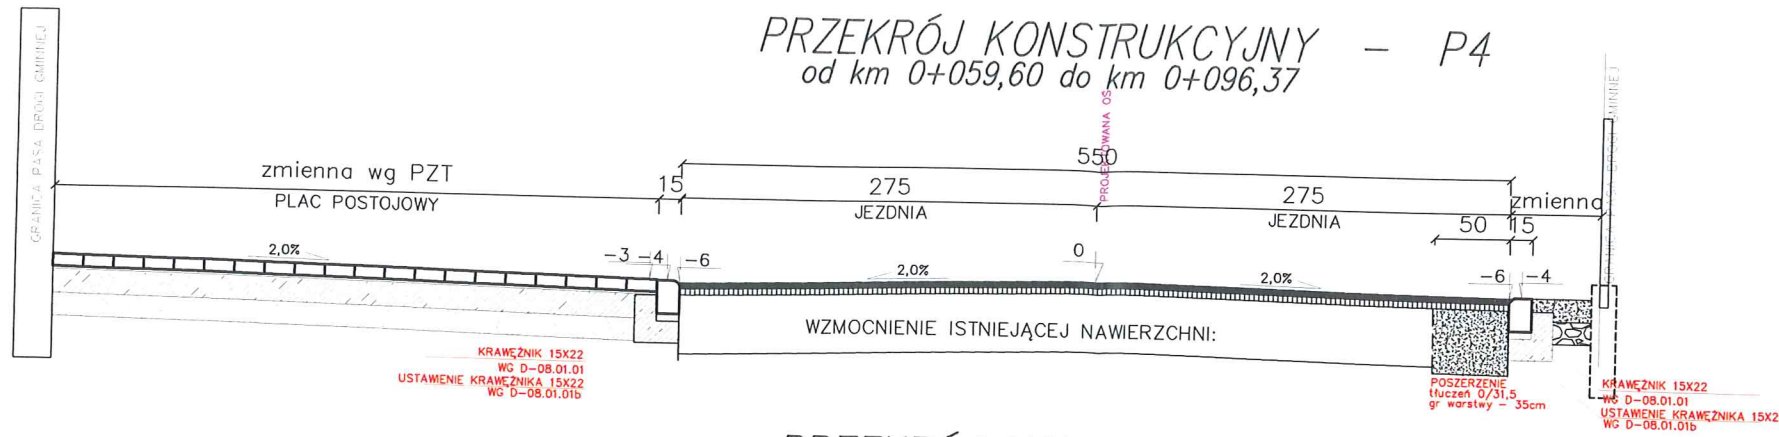 PRZEKRÓJ KONSTRUKCYJNY - P4
od km 0+059,60 do km 0+096,37
GRANICA PASA DROGI GMINNEJ
PROJEKTOWANA OŚ
550
zmienna wg PZT
15
275
275
zmienna
PLAC POSTOJOWY
JEZDNIA
JEZDNIA
50
15
2,0%
-3
-4
-6
0
2,0%
2,0%
-6
-4
WZMOCNIENIE ISTNIEJĄCEJ NAWIERZCHNI:
KRAWĘŻNIK 15X22
WG D-08.01.01
USTAWIENIE KRAWĘŻNIKA 15X22
WG D-08.01.01b
POSZERZENIE
tłuczeń 0/31,5
gr warstwy - 35cm
KRAWĘŻNIK 15X22
WG D-08.01.01
USTAWIENIE KRAWĘŻNIKA 15X2
WG D-08.01.01b